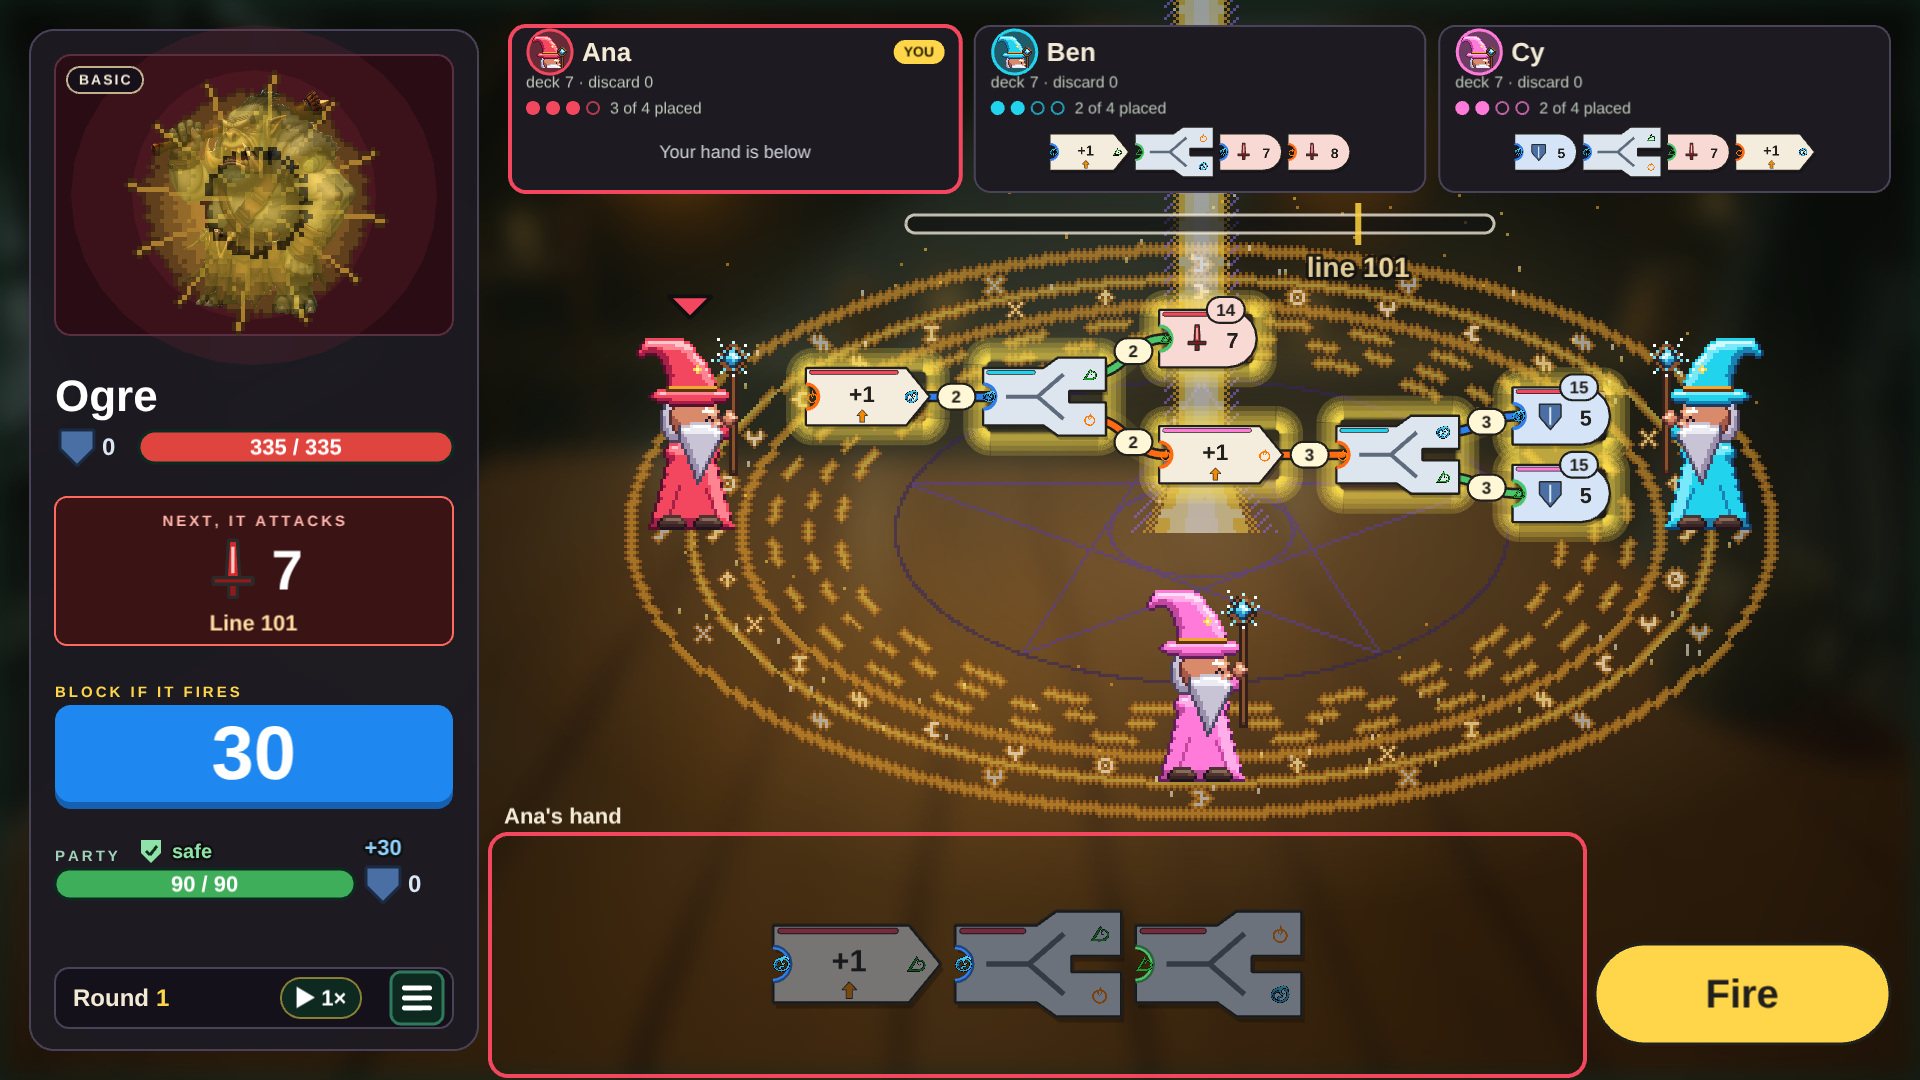 BASIC
Ogre
0
335 / 335
NEXT, IT ATTACKS
7
Line 101
BLOCK IF IT FIRES
30
PARTY
safe
+30
90 / 90
0
Round 1
1×
Ana
YOU
deck 7 · discard 0
3 of 4 placed
Your hand is below
Ben
deck 7 · discard 0
2 of 4 placed
+1
7
8
Cy
deck 7 · discard 0
2 of 4 placed
5
7
+1
line 101
+1
2
2
2
14
7
+1
3
3
3
15
5
15
5
Ana's hand
+1
Fire